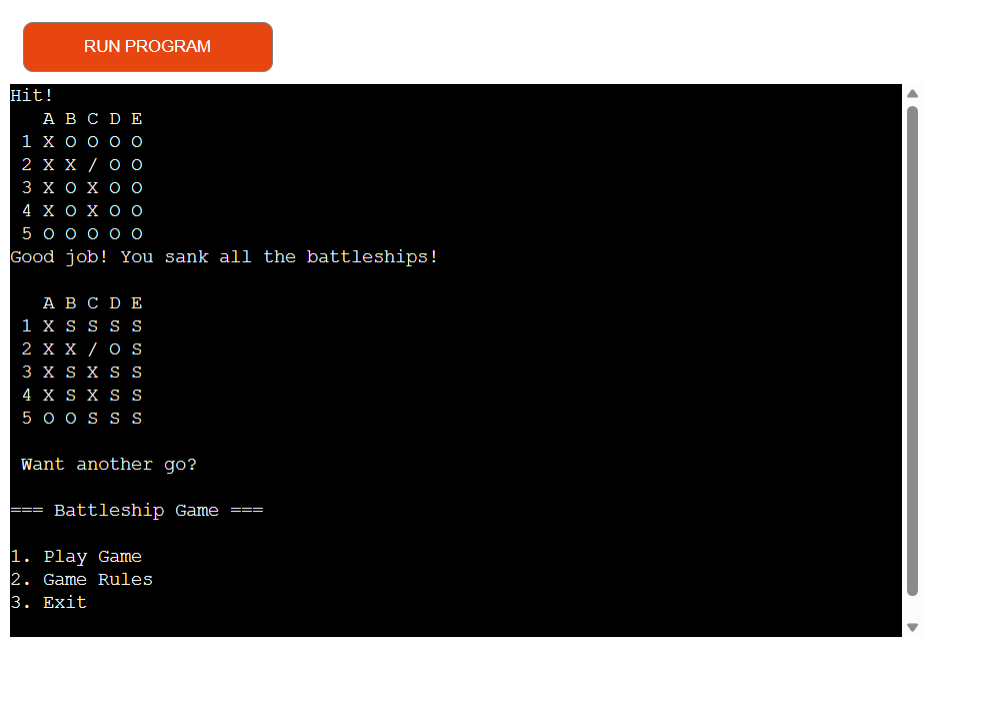 RUN PROGRAM
Hit!
   A B C D E
 1 X O O O O
 2 X X / O O
 3 X O X O O
 4 X O X O O
 5 O O O O O
Good job! You sank all the battleships!
   A B C D E
 1 X S S S S
 2 X X / O S
 3 X S X S S
 4 X S X S S
 5 O O S S S
 Want another go?
=== Battleship Game ===
1. Play Game
2. Game Rules
3. Exit